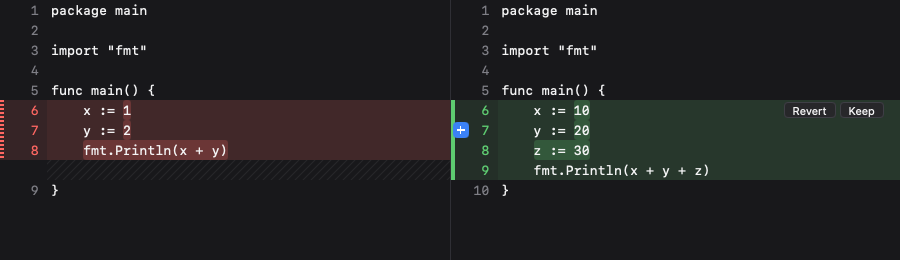 1 package main
2
3 import "fmt"
4
5 func main() {
6     x := 1
7     y := 2
8     fmt.Println(x + y)
9 }
1 package main
2
3 import "fmt"
4
5 func main() {
6     x := 10
Revert Keep
+ 7     y := 20
8     z := 30
9     fmt.Println(x + y + z)
10 }